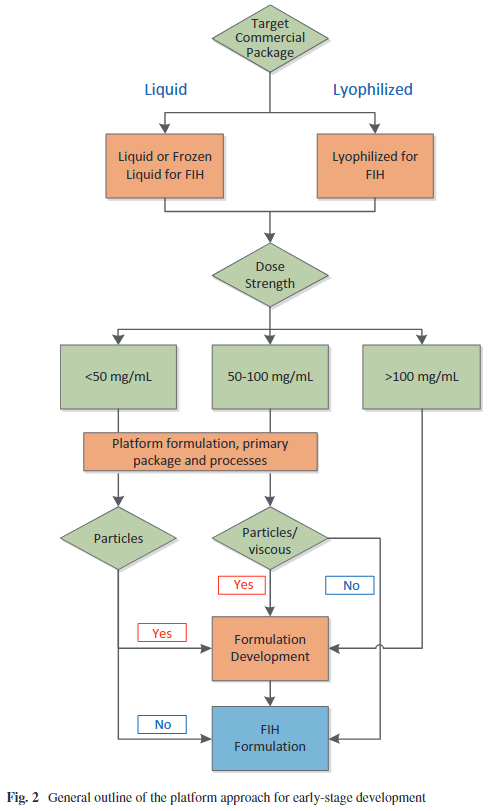 Target
Commercial
Package
Liquid
Lyophilized
Liquid or Frozen
Liquid for FIH
Lyophilized for
FIH
Dose
Strength
<50 mg/mL
50-100 mg/mL
>100 mg/mL
Platform formulation, primary
package and processes
Particles
Particles/
viscous
Yes
No
Yes
Formulation
Development
No
FIH
Formulation
Fig. 2 General outline of the platform approach for early-stage development